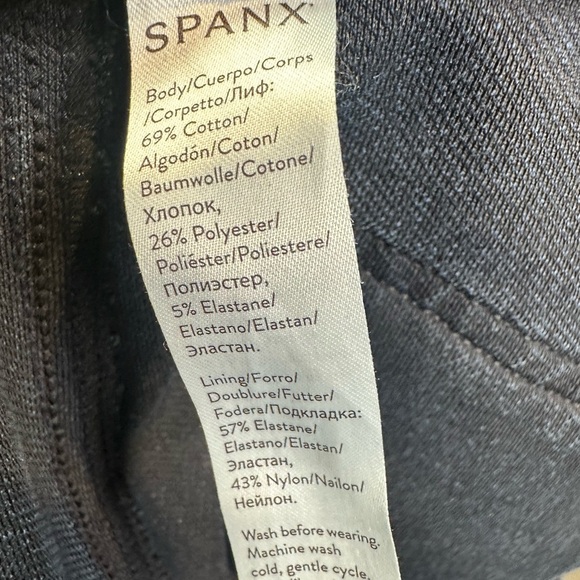 SPANX
Body/Cuerpo/Corps
/Corpetto/Лиф:
69% Cotton/
Algodón/Coton/
Baumwolle/Cotone/
Хлопок,
26% Polyester/
Poliéster/Poliestere/
Полиэстер,
5% Elastane/
Elastano/Elastan/
Эластан.
Lining/Forro/
Doublure/Futter/
Fodera/Подкладка:
57% Elastane/
Elastano/Elastan/
Эластан,
43% Nylon/Nailon/
Нейлон.
Wash before wearing.
Machine wash
cold, gentle cycle,